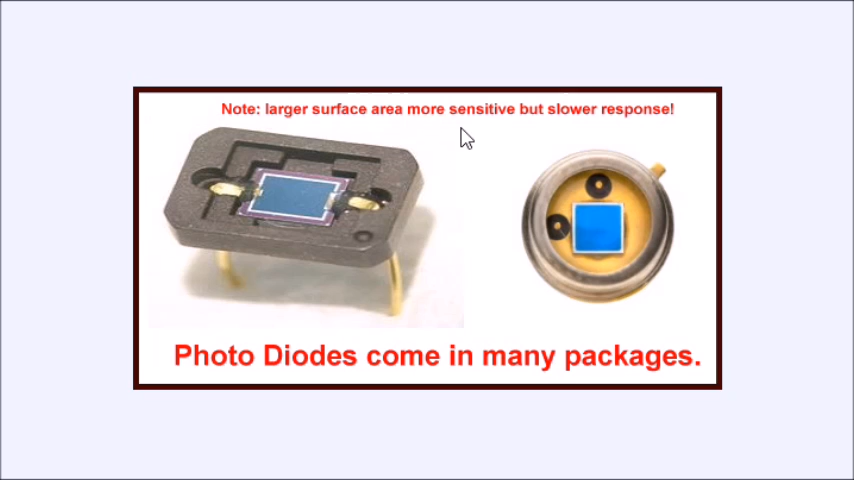 Note: larger surface area more sensitive but slower response!
Photo Diodes come in many packages.